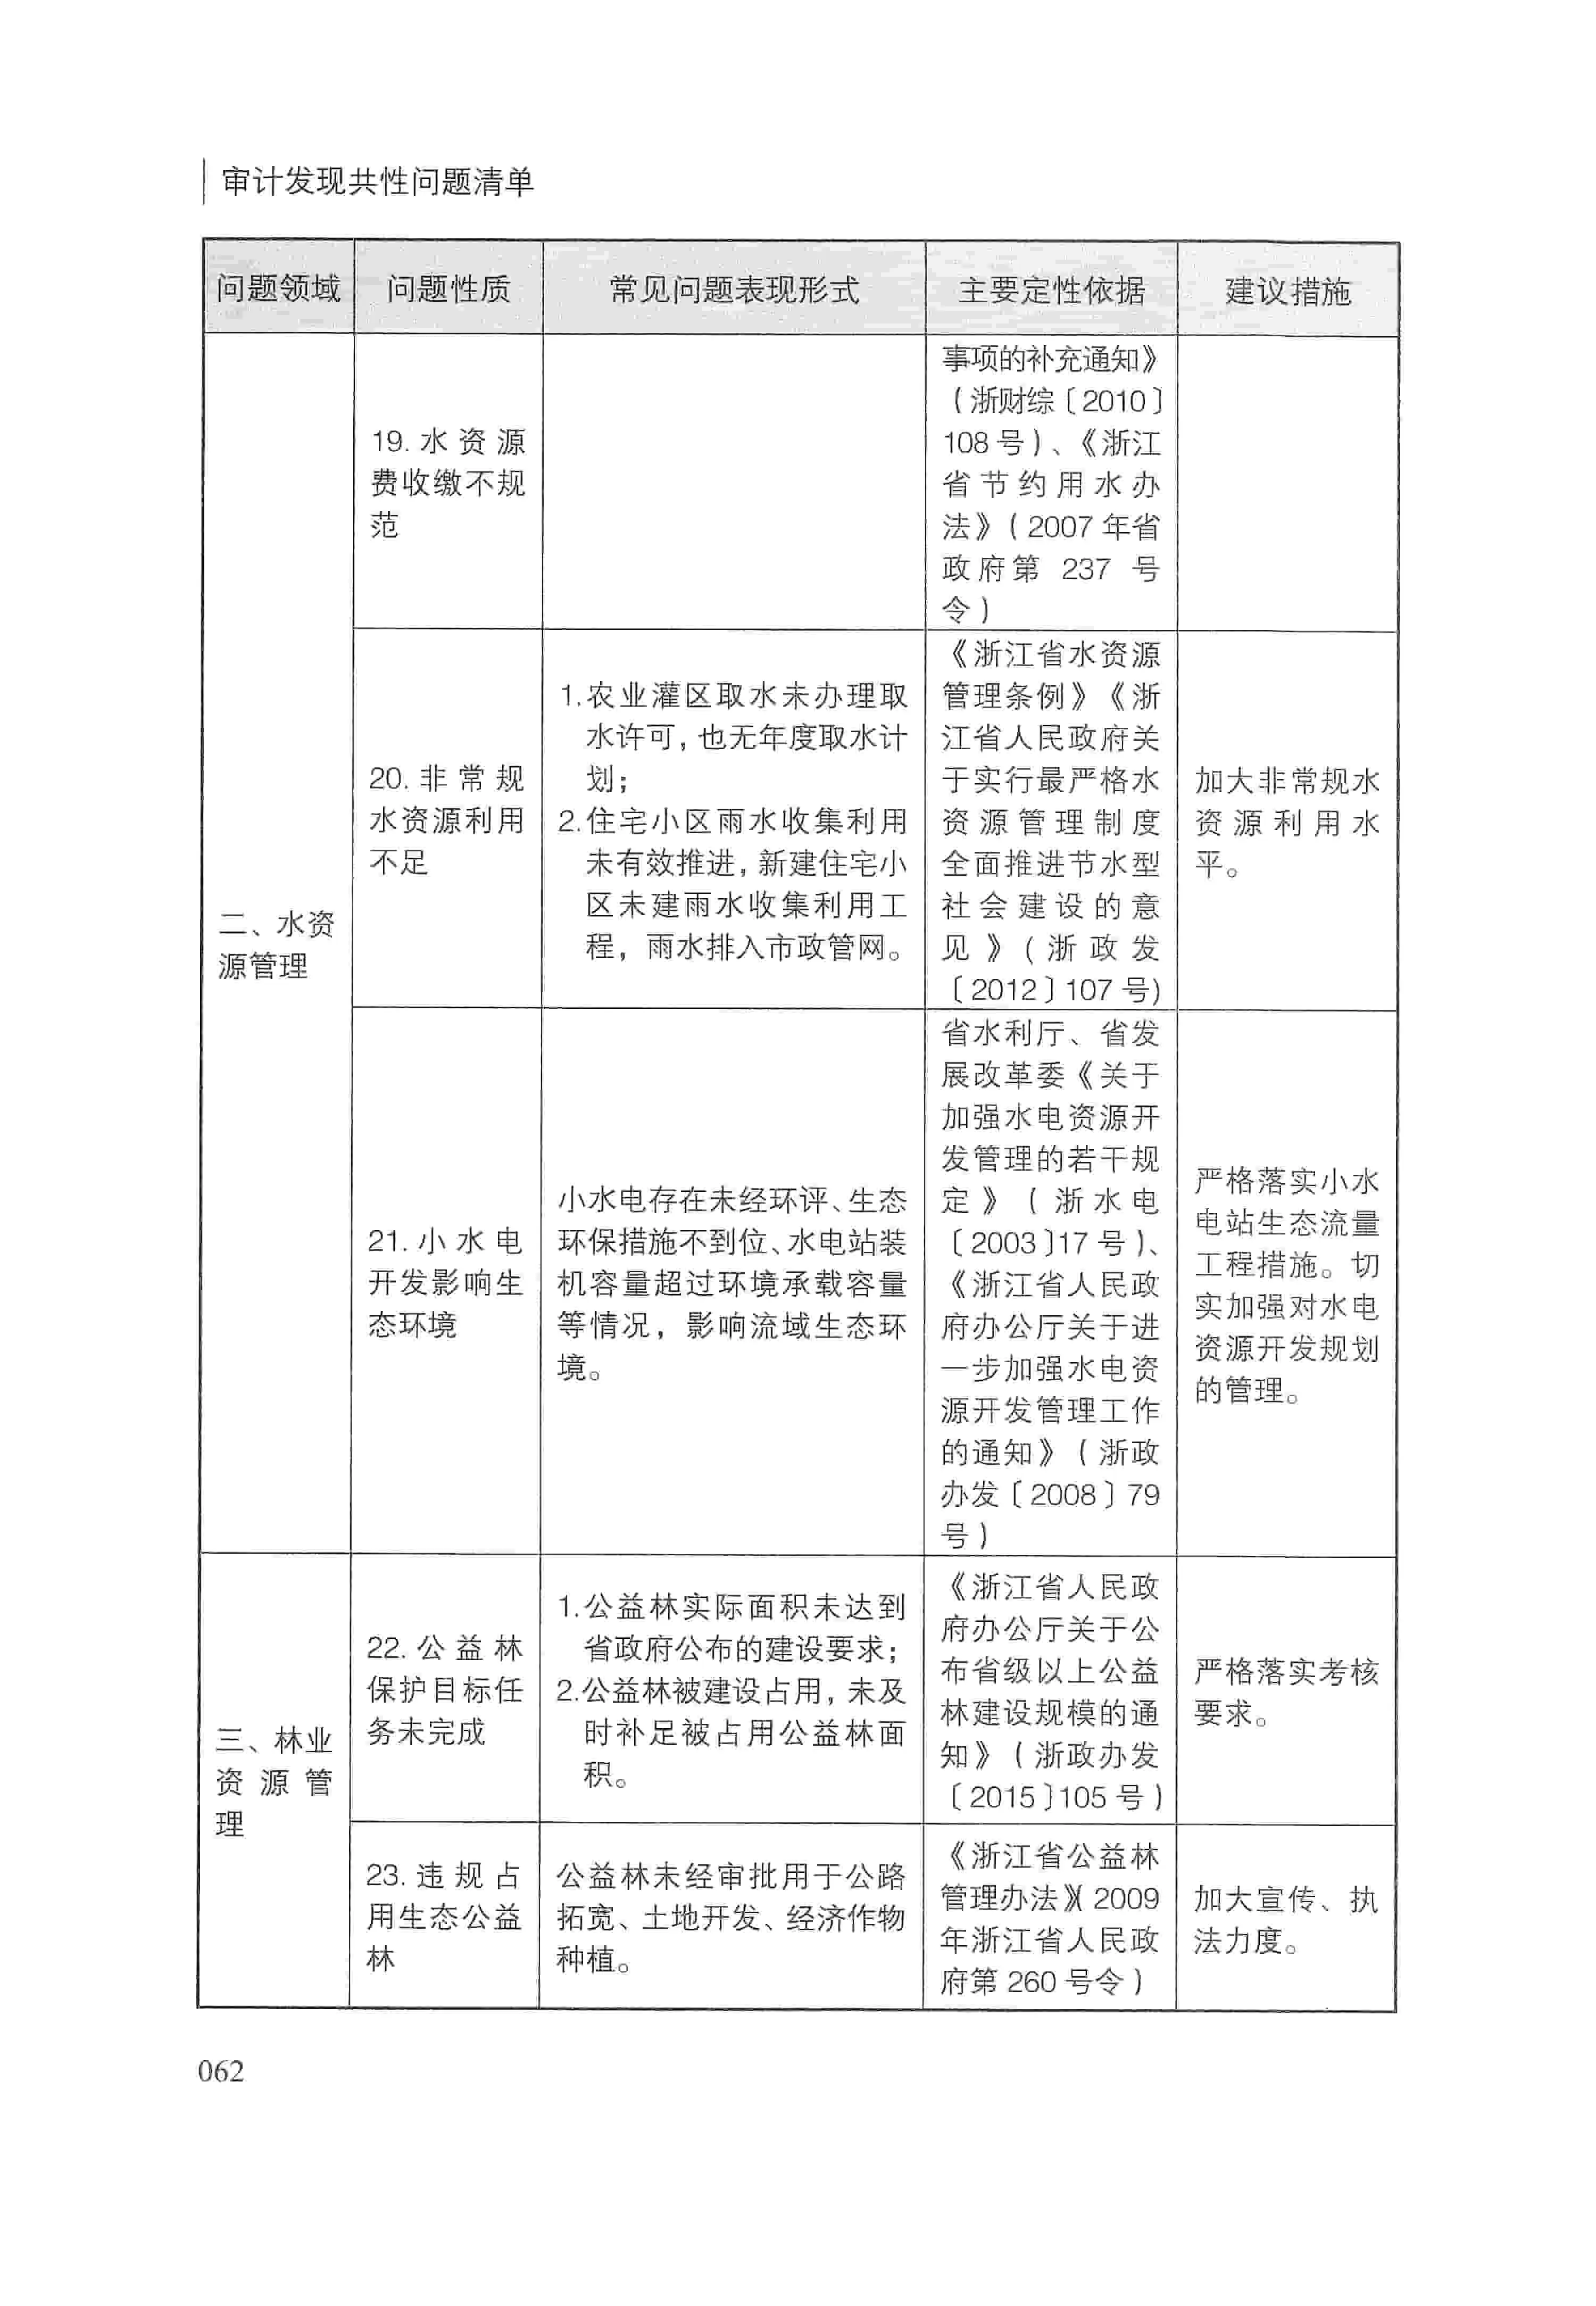 审计发现共性问题清单
问题领域
问题性质
常见问题表现形式
主要定性依据
建议措施
二、水资
源管理
19.水资源
费收缴不规
范
事项的补充通知》
(浙财综〔2010〕
108号)、《浙江
省节约用水办
法》(2007年省
政府第 237 号
令)
20.非常规
水资源利用
不足
1.农业灌区取水未办理取
水许可,也无年度取水计
划;
2.住宅小区雨水收集利用
未有效推进,新建住宅小
区未建雨水收集利用工
程,雨水排入市政管网。
《浙江省水资源
管理条例》《浙
江省人民政府关
于实行最严格水
资源管理制度
全面推进节水型
社会建设的意
见》(浙政发
〔2012〕107号)
加大非常规水
资源利用水
平。
21.小水电
开发影响生
态环境
小水电存在未经环评、生态
环保措施不到位、水电站装
机容量超过环境承载容量
等情况,影响流域生态环
境。
省水利厅、省发
展改革委《关于
加强水电资源开
发管理的若干规
定》(浙水电
〔2003〕17号)、
《浙江省人民政
府办公厅关于进
一步加强水电资
源开发管理工作
的通知》(浙政
办发〔2008〕79
号)
严格落实小水
电站生态流量
工程措施。切
实加强对水电
资源开发规划
的管理。
三、林业
资源管
理
22.公益林
保护目标任
务未完成
1.公益林实际面积未达到
省政府公布的建设要求;
2.公益林被建设占用,未及
时补足被占用公益林面
积。
《浙江省人民政
府办公厅关于公
布省级以上公益
林建设规模的通
知》(浙政办发
〔2015〕105号)
严格落实考核
要求。
23.违规占
用生态公益
林
公益林未经审批用于公路
拓宽、土地开发、经济作物
种植。
《浙江省公益林
管理办法》(2009
年浙江省人民政
府第260号令)
加大宣传、执
法力度。
062